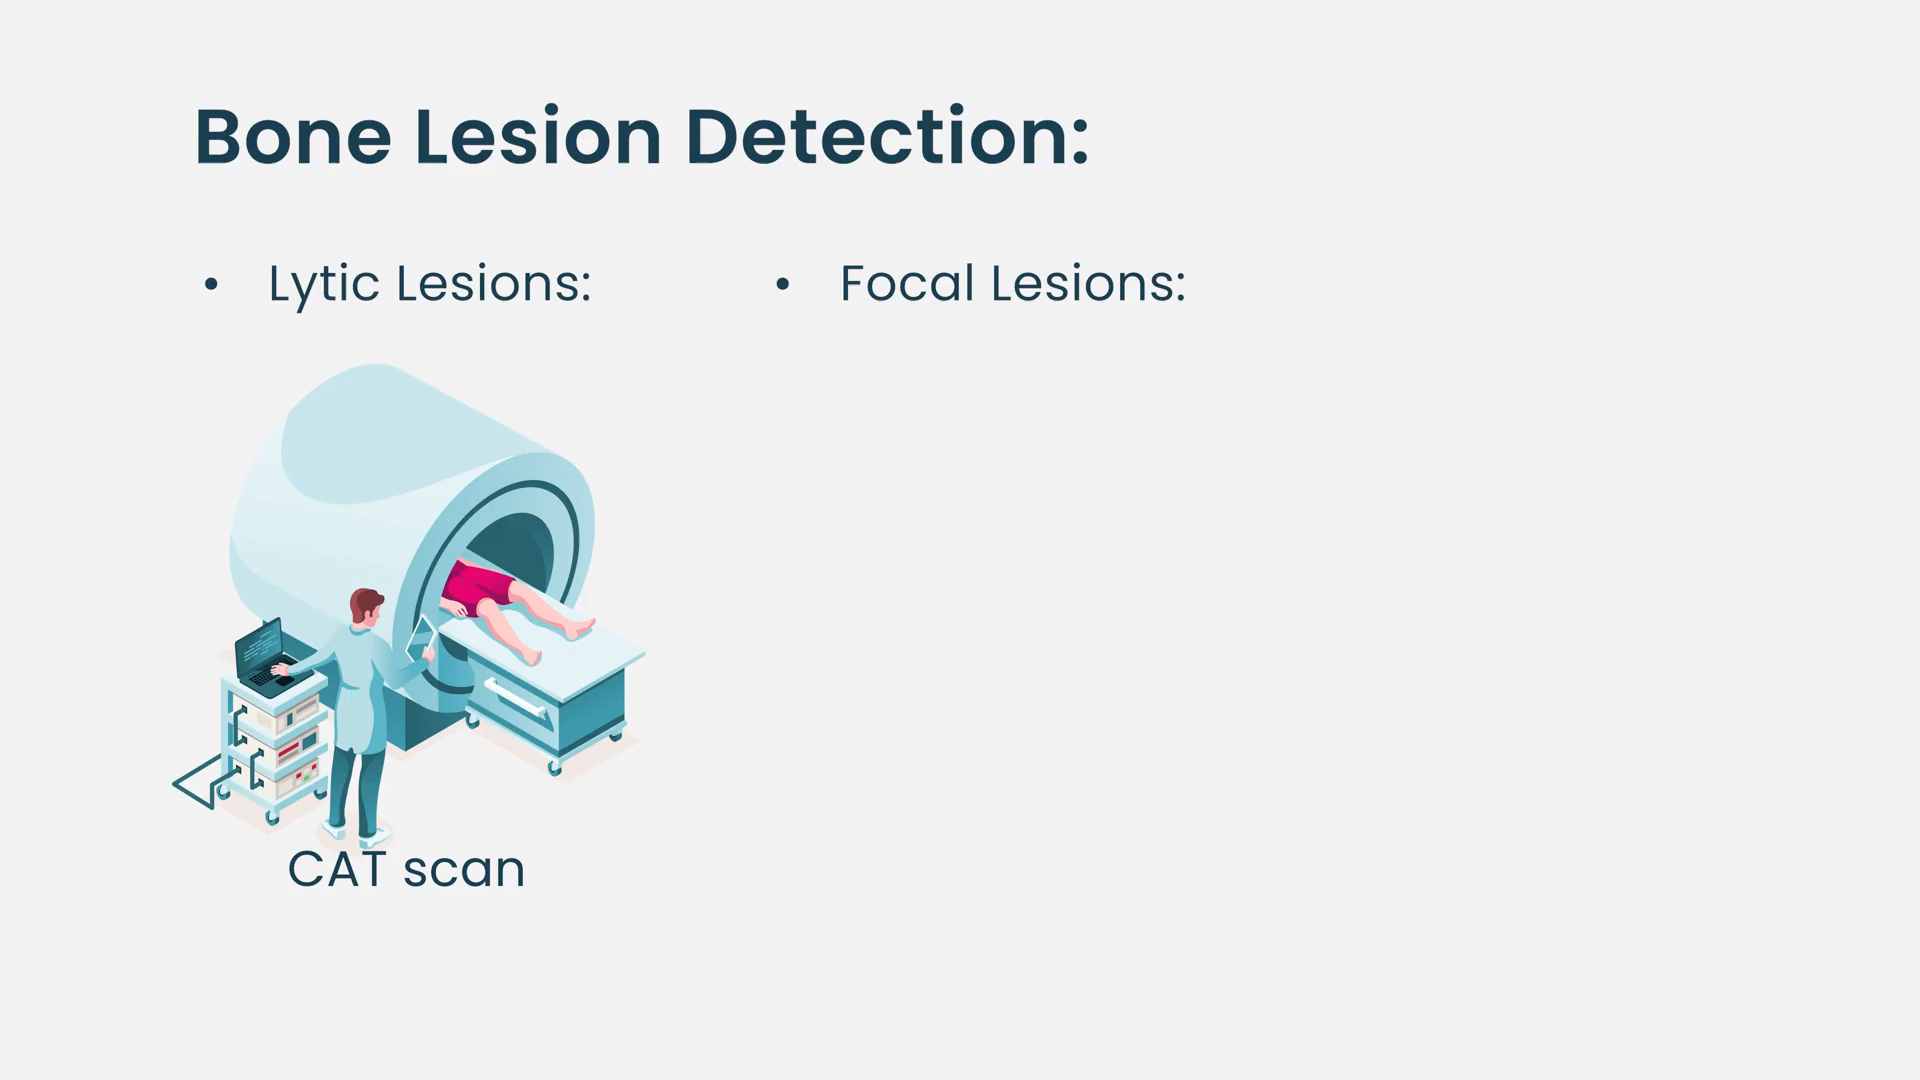 Bone Lesion Detection:
• Lytic Lesions:
• Focal Lesions:
CAT scan